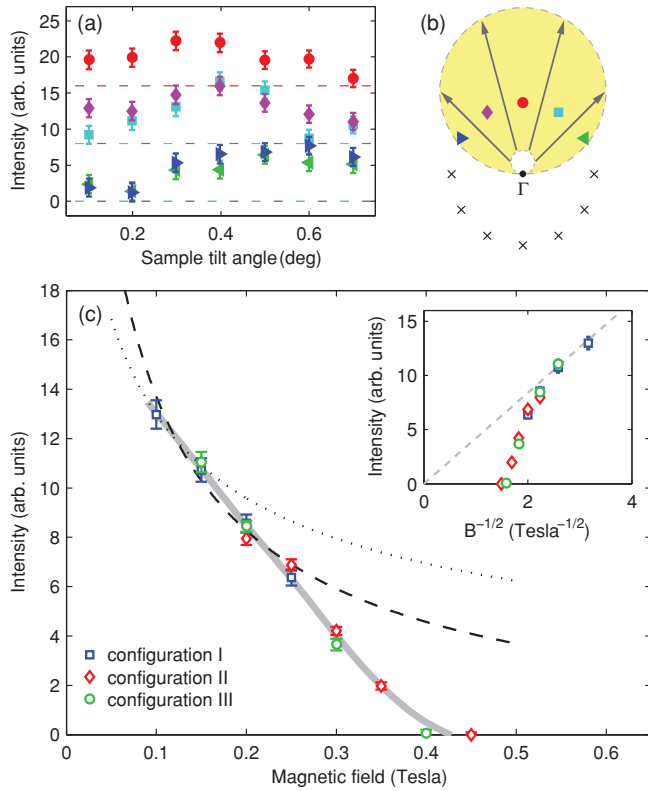 (a)
Intensity (arb. units)
25
20
15
10
5
0
0.2
0.4
0.6
Sample tilt angle (deg)
(b)
Γ
(c)
Intensity (arb. units)
18
16
14
12
10
8
6
4
2
0
0
0.1
0.2
0.3
0.4
0.5
0.6
Magnetic field (Tesla)
configuration I
configuration II
configuration III
Intensity (arb. units)
15
10
5
0
0
2
4
B⁻¹/² (Tesla⁻¹/²)